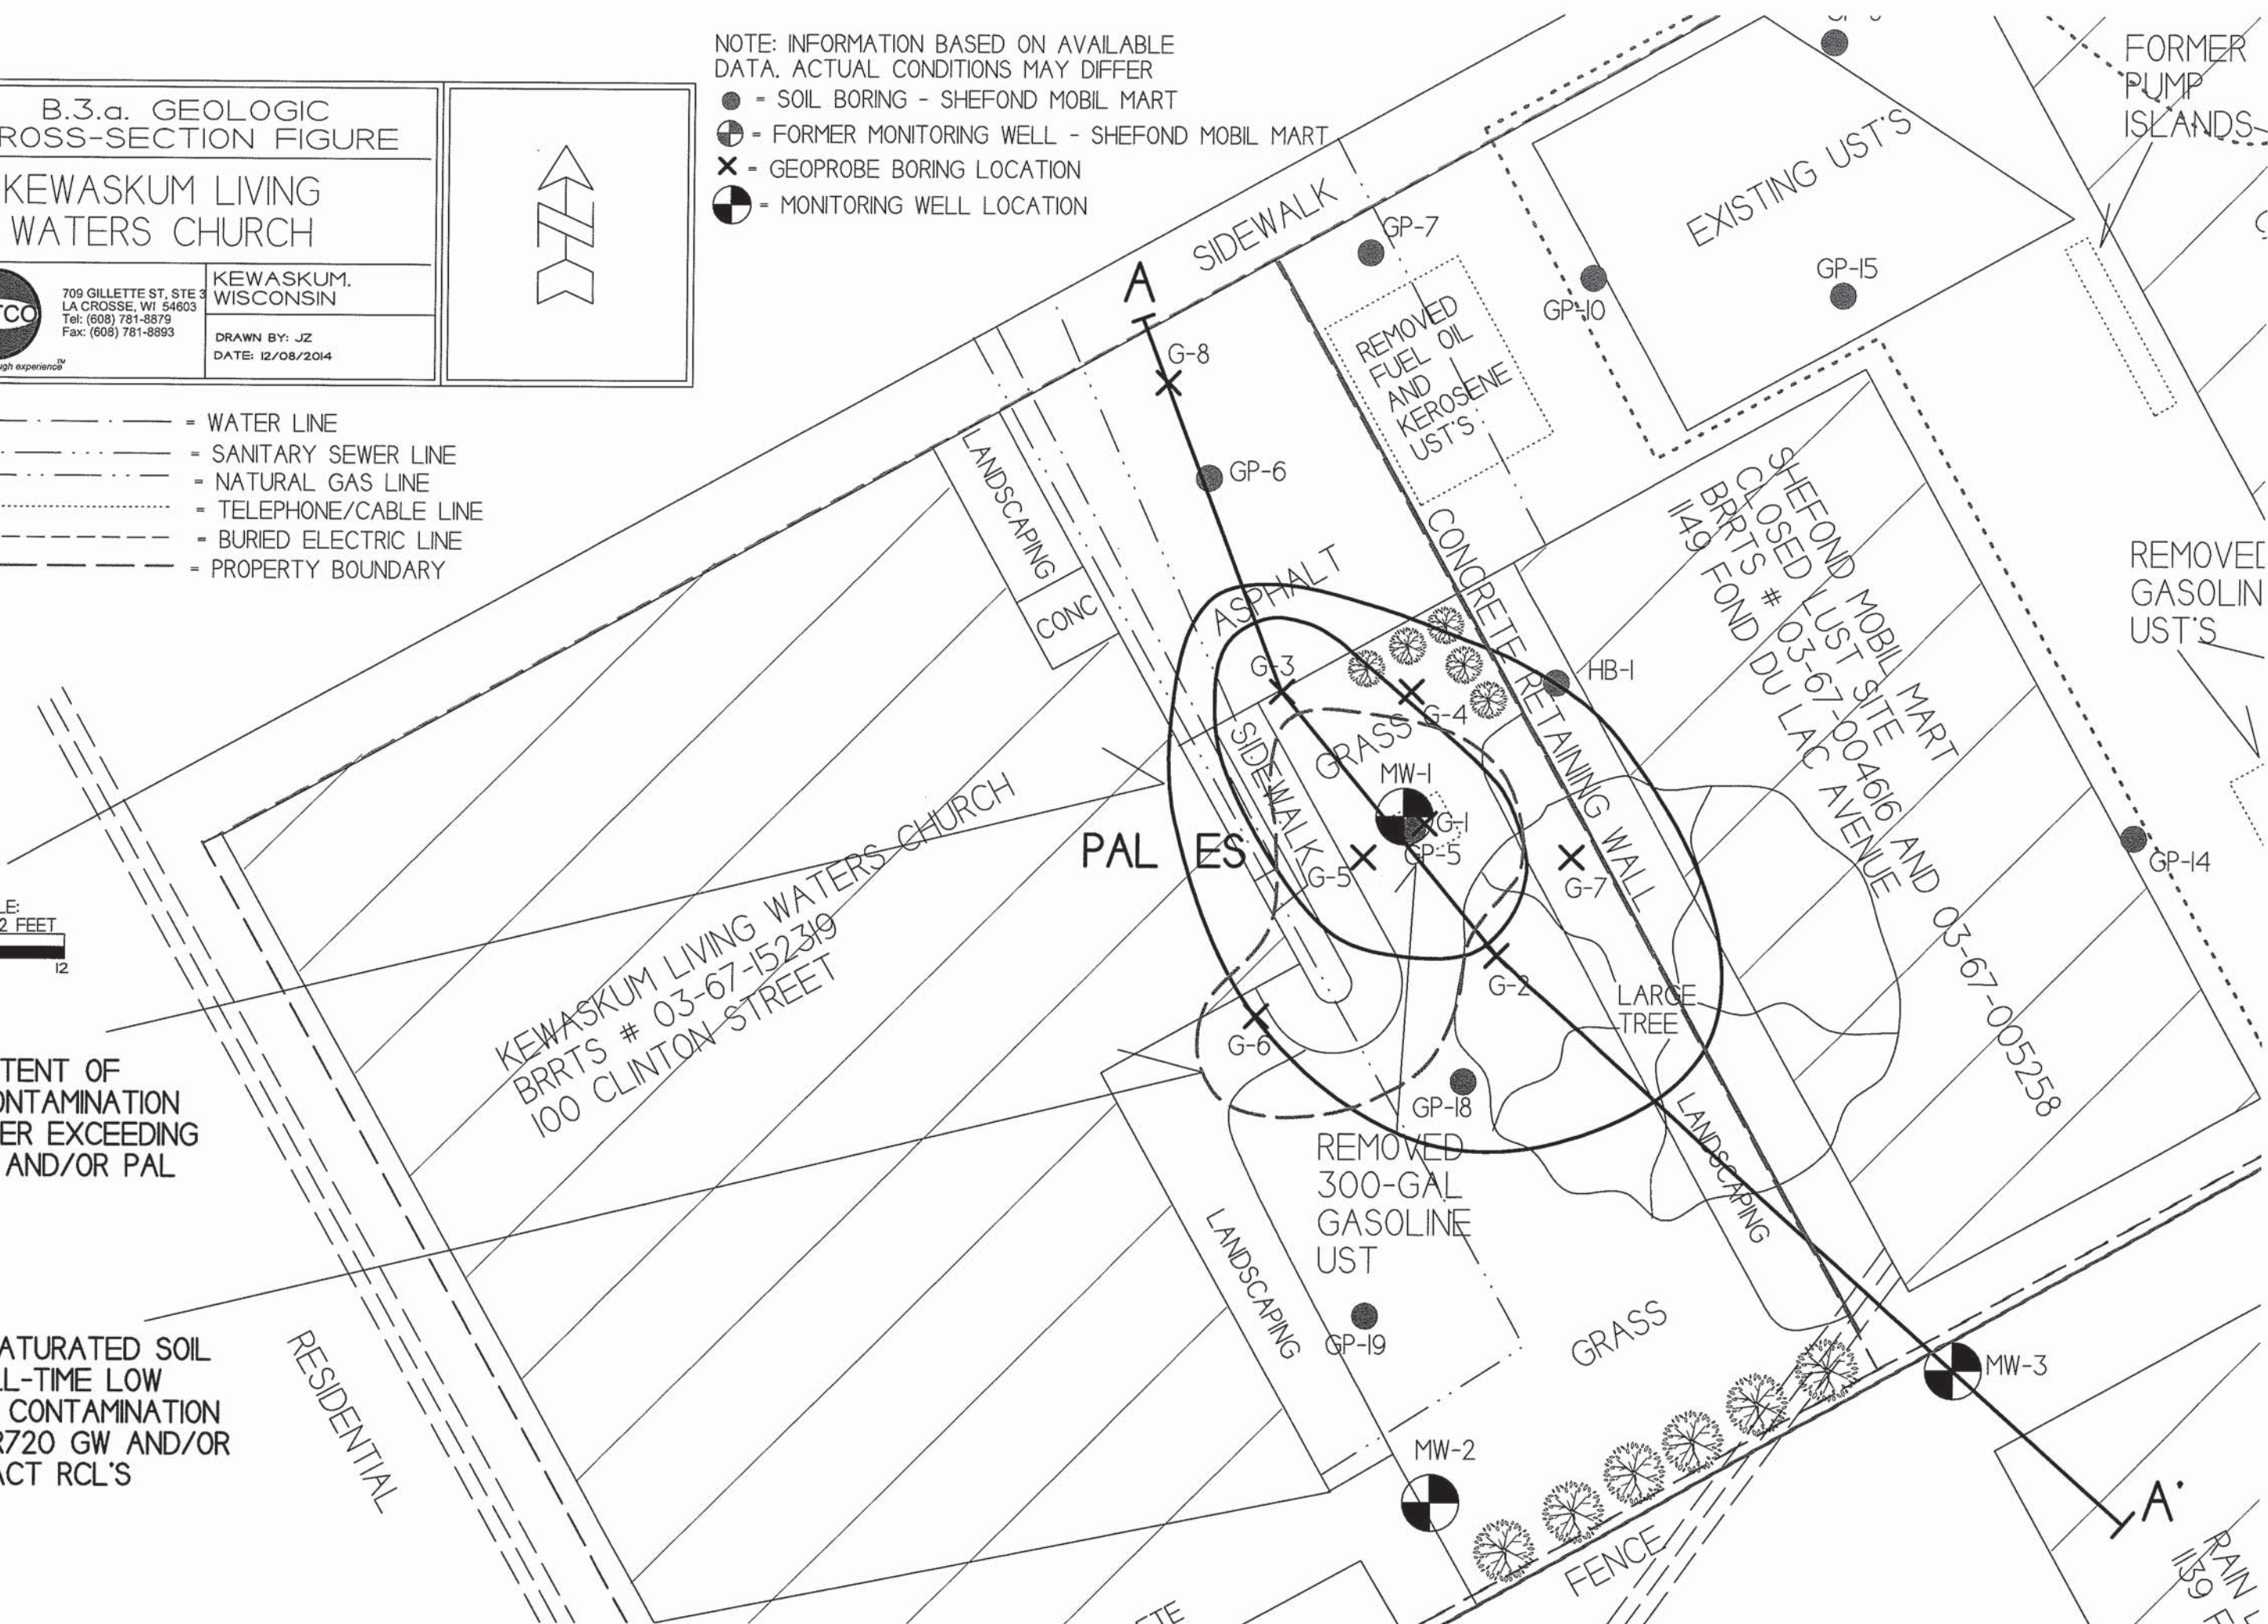 NOTE: INFORMATION BASED ON AVAILABLE
DATA. ACTUAL CONDITIONS MAY DIFFER
= SOIL BORING - SHEFOND MOBIL MART
= FORMER MONITORING WELL - SHEFOND MOBIL MART
= GEOPROBE BORING LOCATION
= MONITORING WELL LOCATION
B.3.a. GEOLOGIC
ROSS-SECTION FIGURE
KEWASKUM LIVING
WATERS CHURCH
TCO
709 GILLETTE ST, STE 3
LA CROSSE, WI 54603
Tel: (608) 781-8879
Fax: (608) 781-8893
ugh experience™
KEWASKUM.
WISCONSIN
DRAWN BY: JZ
DATE: 12/08/2014
N
= WATER LINE
= SANITARY SEWER LINE
= NATURAL GAS LINE
= TELEPHONE/CABLE LINE
= BURIED ELECTRIC LINE
= PROPERTY BOUNDARY
FORMER
PUMP
ISLANDS
EXISTING UST'S
SIDEWALK
GP-7
GP-10
GP-15
A
G-8
GP-6
REMOVED
FUEL OIL
AND
KEROSENE
UST'S
LANDSCAPING
CONC
ASPHALT
CONCRETE RETAINING WALL
SHEFOND MOBIL MART
CLOSED LUST SITE
BRRTS # 03-67-004616 AND 03-67-005258
1149 FOND DU LAC AVENUE
REMOVED
GASOLIN
UST'S
G-3
G-4
HB-1
GRASS
SIDEWALK
MW-1
G-1
GP-5
G-5
G-7
PAL
ES
GP-14
G-2
G-6
LARGE
TREE
GP-18
KEWASKUM LIVING WATERS CHURCH
BRRTS # 03-67-152319
100 CLINTON STREET
LE:
2 FEET
12
TENT OF
ONTAMINATION
ER EXCEEDING
AND/OR PAL
REMOVED
300-GAL
GASOLINE
UST
LANDSCAPING
LANDSCAPING
GP-19
GRASS
ATURATED SOIL
LL-TIME LOW
CONTAMINATION
R720 GW AND/OR
ACT RCL'S
RESIDENTIAL
MW-3
MW-2
A'
FENCE
RAIN
1139